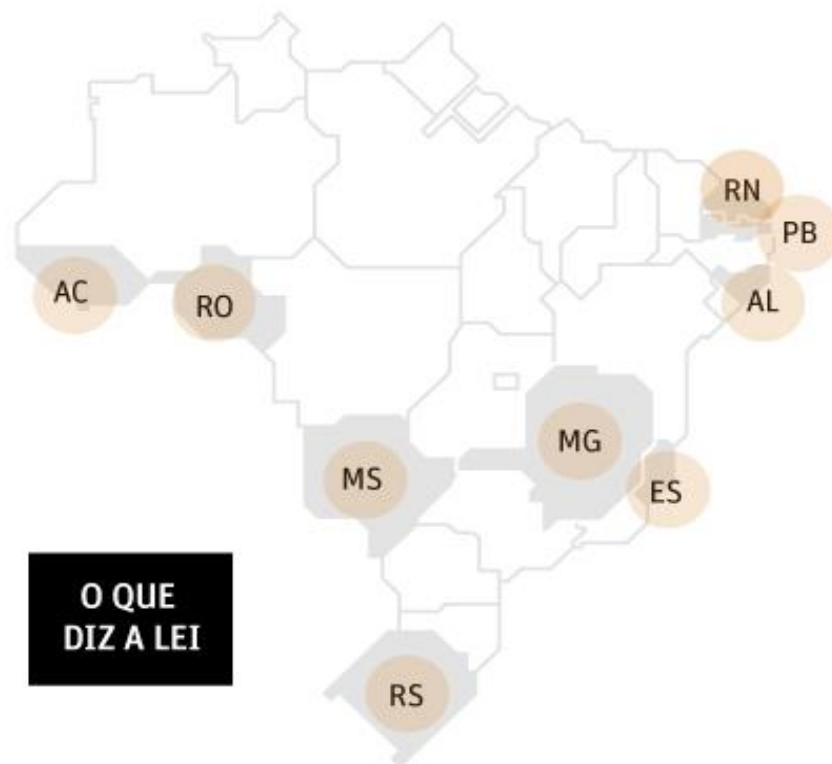 RN
PB
AC
RO
AL
MG
MS
ES
O QUE
DIZ A LEI
RS